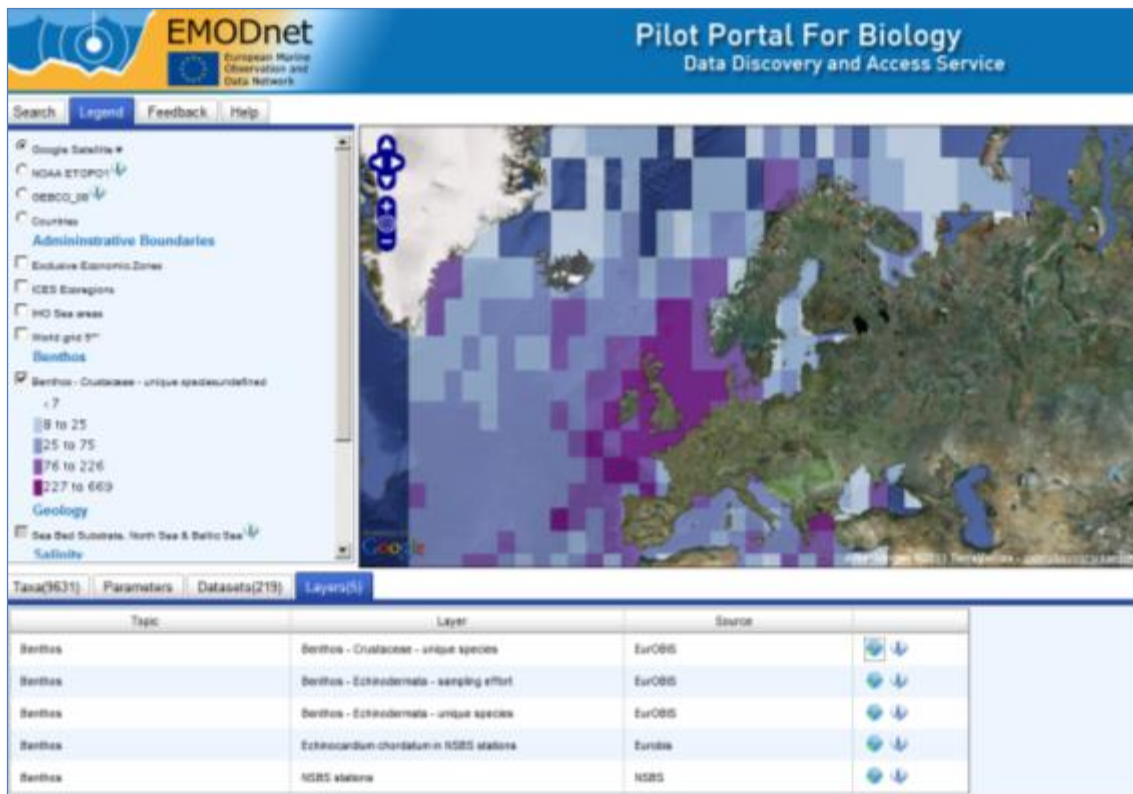 EMODnet
European Marine
Observation and
Data Network
Pilot Portal For Biology
Data Discovery and Access Service
Search Legend Feedback Help
Google Satellite
NOAA ETOPO1
GEBCO_08
Countries
Admininstrative Boundaries
Exclusive Economic Zones
ICES Ecoregions
IHO Sea areas
World grid
Benthos
Benthos - Crustacese - unique speciesundefined
<7
8 to 25
25 to 75
76 to 226
227 to 669
Geology
Sea Bed Substrate, North Sea & Baltic Sea
Salinity
Google
Taxa(9631) Parameters Datasets(219) Layers(5)
Topic Layer Source
Benthos Benthos - Crustacese - unique species EurOBIS
Benthos Benthos - Echinodermata - sampling effort EurOBIS
Benthos Benthos - Echinodermata - unique species EurOBIS
Benthos Echinocardium chordatum in NSBS stations Eurobis
Benthos NSBS stations NSBS